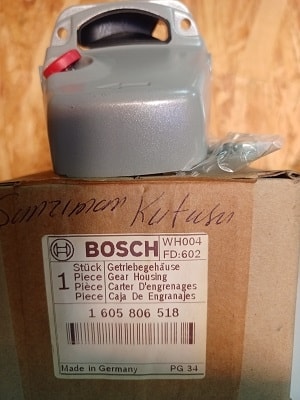 Sanzıman Kutusu
BOSCH
WH004
FD:602
1
Stück Getriebegehäuse
Piece Gear Housing
Pièce Carter D'engrenages
Piece Caja De Engranajes
1 605 806 518
Made in Germany PG 34